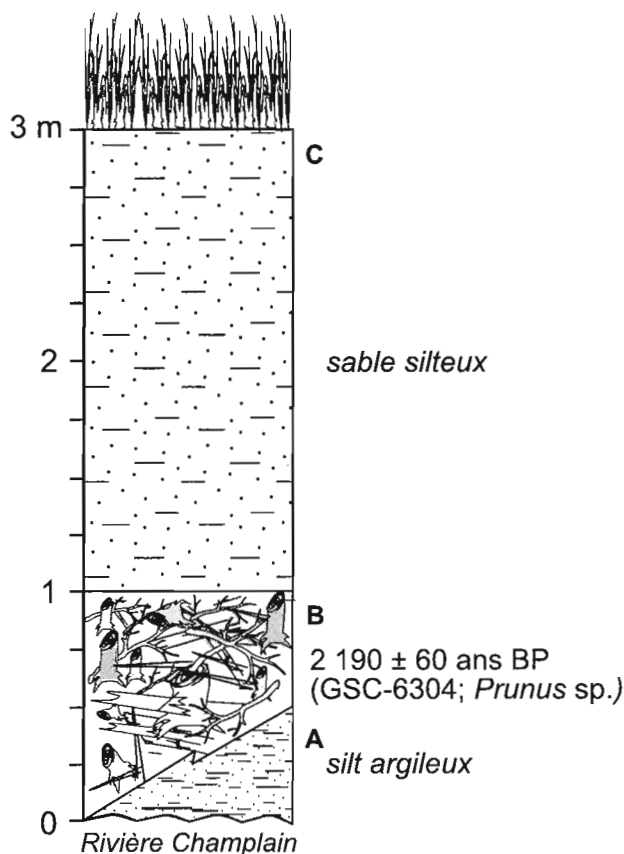 3 m
C
2
sable silteux
1
B
2 190 ± 60 ans BP
(GSC-6304; Prunus sp.)
A
silt argileux
0
Rivière Champlain